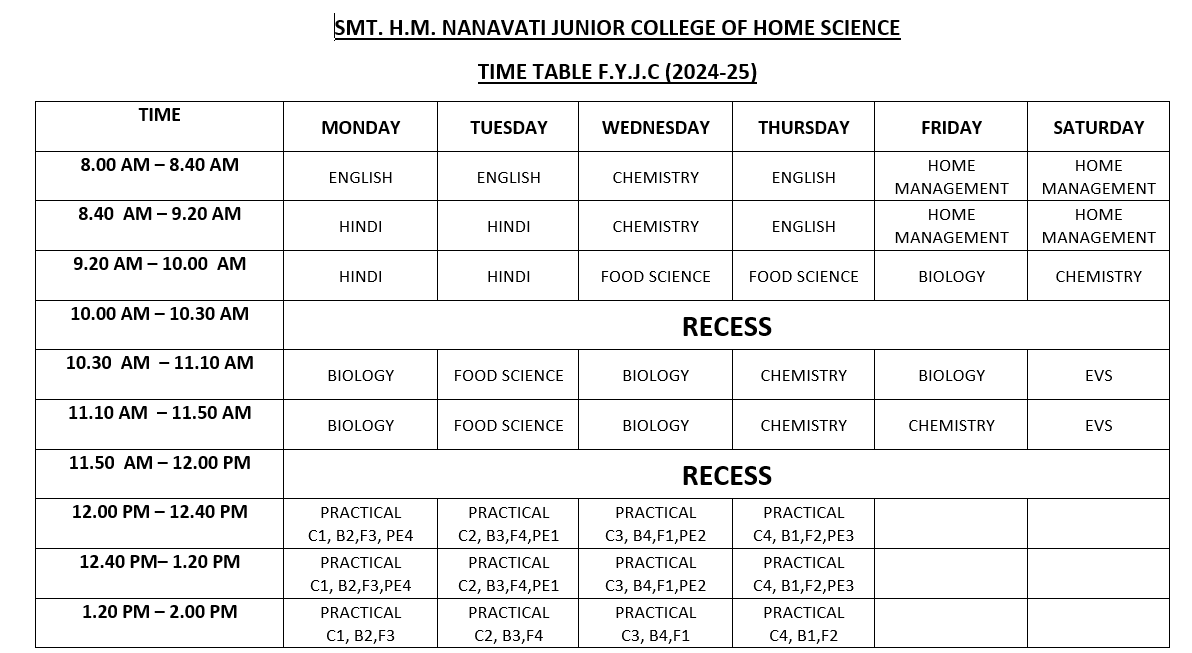 SMT. H.M. NANAVATI JUNIOR COLLEGE OF HOME SCIENCE
TIME TABLE F.Y.J.C (2024-25)
TIME MONDAY TUESDAY WEDNESDAY THURSDAY FRIDAY SATURDAY
8.00 AM – 8.40 AM ENGLISH ENGLISH CHEMISTRY ENGLISH HOME MANAGEMENT HOME MANAGEMENT
8.40 AM – 9.20 AM HINDI HINDI CHEMISTRY ENGLISH HOME MANAGEMENT HOME MANAGEMENT
9.20 AM – 10.00 AM HINDI HINDI FOOD SCIENCE FOOD SCIENCE BIOLOGY CHEMISTRY
10.00 AM – 10.30 AM RECESS
10.30 AM – 11.10 AM BIOLOGY FOOD SCIENCE BIOLOGY CHEMISTRY BIOLOGY EVS
11.10 AM – 11.50 AM BIOLOGY FOOD SCIENCE BIOLOGY CHEMISTRY CHEMISTRY EVS
11.50 AM – 12.00 PM RECESS
12.00 PM – 12.40 PM PRACTICAL C1, B2,F3, PE4 PRACTICAL C2, B3,F4,PE1 PRACTICAL C3, B4,F1,PE2 PRACTICAL C4, B1,F2,PE3
12.40 PM– 1.20 PM PRACTICAL C1, B2,F3,PE4 PRACTICAL C2, B3,F4,PE1 PRACTICAL C3, B4,F1,PE2 PRACTICAL C4, B1,F2,PE3
1.20 PM – 2.00 PM PRACTICAL C1, B2,F3 PRACTICAL C2, B3,F4 PRACTICAL C3, B4,F1 PRACTICAL C4, B1,F2